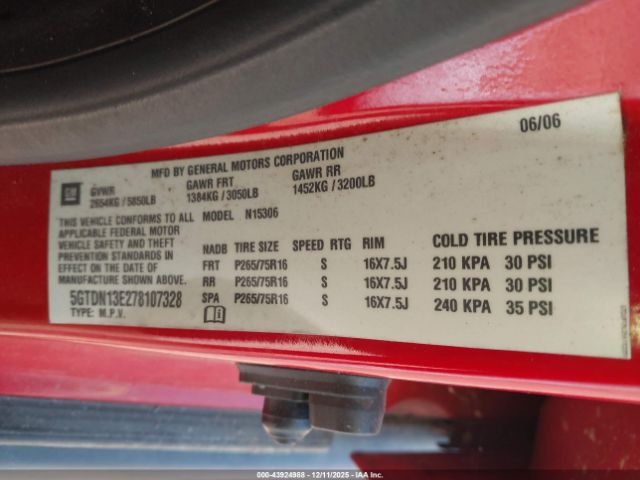 06/06
MFD BY GENERAL MOTORS CORPORATION
GM GVWR GAWR FRT GAWR RR
2654KG / 5850LB 1384KG / 3050LB 1452KG / 3200LB
THIS VEHICLE CONFORMS TO ALL MODEL N15306
APPLICABLE FEDERAL MOTOR
VEHICLE SAFETY AND THEFT
PREVENTION STANDARDS IN
EFFECT ON THE DATE OF
MANUFACTURE SHOWN ABOVE.
5GTDN13E278107328
TYPE: M.P.V.
NADB TIRE SIZE SPEED RTG RIM COLD TIRE PRESSURE
FRT P265/75R16 S 16X7.5J 210 KPA 30 PSI
RR P265/75R16 S 16X7.5J 210 KPA 30 PSI
SPA P265/75R16 S 16X7.5J 240 KPA 35 PSI
000-43924988 - 12/11/2025 - IAA Inc.